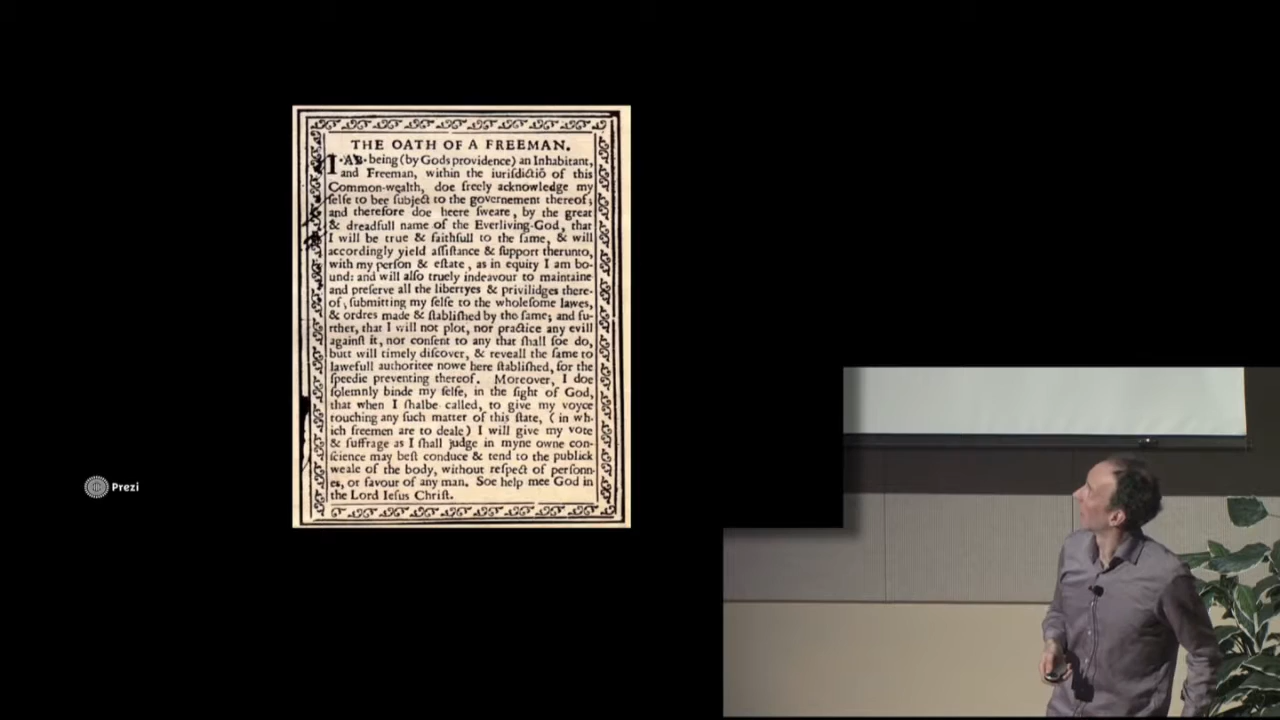 THE OATH OF A FREEMAN.
I·AB· being (by Gods providence) an Inhabitant,
and Freeman, within the iurſdictiõ of this
Common-wealth, doe freely acknowledge my
ſelfe to bee ſubject to the governement thereof;
and therefore doe heere ſweare, by the great
& dreadfull name of the Everliving-God, that
I will be true & faithfull to the ſame, & will
accordingly yield aſſiſtance & ſupport therunto,
with my perſon & eſtate, as in equity I am bo-
und: and will alſo truely indeavour to maintaine
and preſerve all the libertyes & privilidges there-
of, ſubmitting my ſelfe to the wholeſome lawes,
& ordres made & ſtabliſhed by the ſame; and fu-
rther, that I will not plot, nor practice any evill
againſt it, nor conſent to any that ſhall ſoe do,
butt will timely diſcover, & reveall the ſame to
lawefull authoritee nowe here ſtabliſhed, for the
ſpeedie preventing thereof. Moreover, I doe
ſolemnly binde my ſelfe, in the ſight of God,
that when I ſhalbe called, to give my voyce
touching any ſuch matter of this ſtate, (in wh-
ich freemen are to deale) I will give my vote
& ſuffrage as I ſhall judge in myne owne con-
ſcience may beſt conduce & tend to the publick
weale of the body, without reſpect of perſonn-
es, or favour of any man. Soe help mee God in
the Lord Ieſus Chriſt.
Prezi